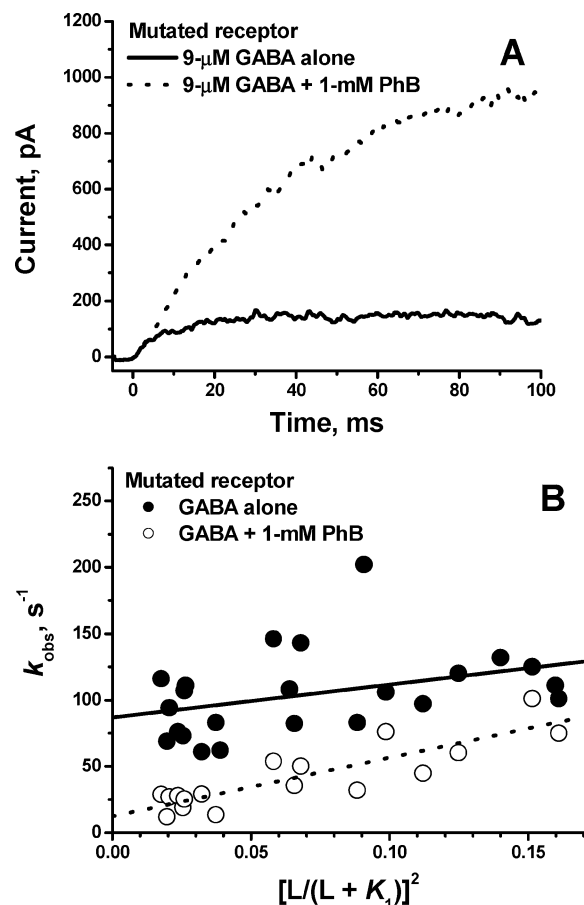 Mutated receptor
A
9-μM GABA alone
9-μM GABA + 1-mM PhB
1200
1000
800
600
400
200
0
Current, pA
0 20 40 60 80 100
Time, ms
Mutated receptor
B
GABA alone
GABA + 1-mM PhB
250
200
150
100
50
0
k_obs, s⁻¹
0.00 0.05 0.10 0.15
[L/(L + K₁)]²